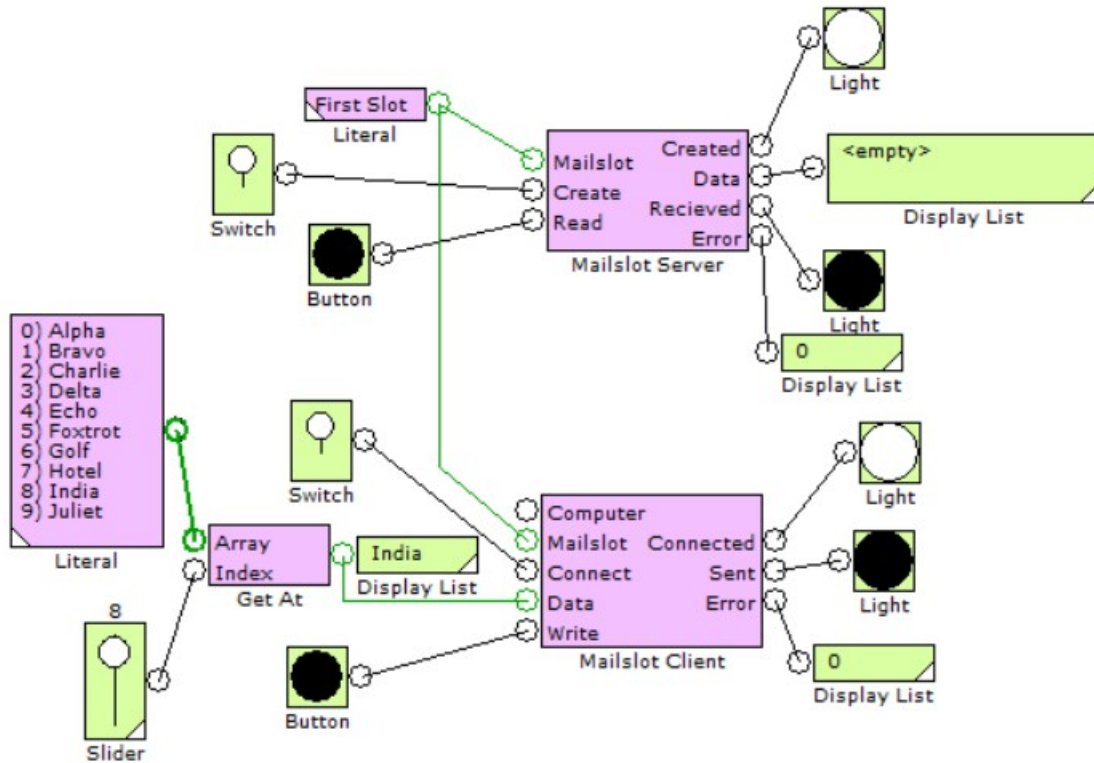 Light
First Slot
Literal
Switch
Mailslot
Create
Read
Created
Data
Recieved
Error
Mailslot Server
<empty>
Display List
Button
Light
0
Display List
0) Alpha
1) Bravo
2) Charlie
3) Delta
4) Echo
5) Foxtrot
6) Golf
7) Hotel
8) India
9) Juliet
Literal
Switch
Light
Array
Index
Get At
India
Display List
Computer
Mailslot
Connect
Data
Write
Connected
Sent
Error
Mailslot Client
Light
8
Slider
Button
0
Display List